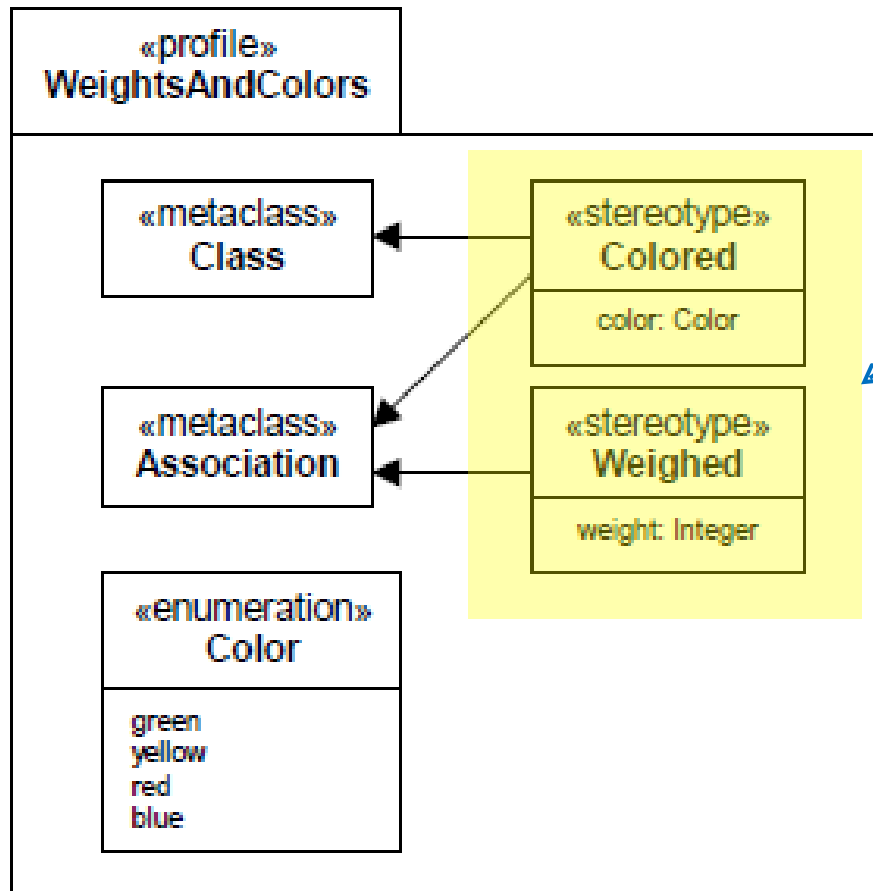 «profile»
WeightsAndColors
«metaclass»
Class
«stereotype»
Colored
color: Color
«metaclass»
Association
«stereotype»
Weighed
weight: Integer
«enumeration»
Color
green
yellow
red
blue